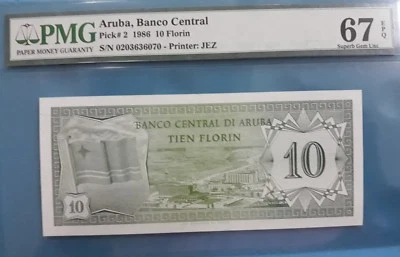 PMG
PAPER MONEY GUARANTY
Aruba, Banco Central
Pick# 2 1986 10 Florin
S/N 0203636070 - Printer: JEZ
67 EPQ
Superb Gem Unc
BANCO CENTRAL DI ARUBA
TIEN FLORIN
10
10